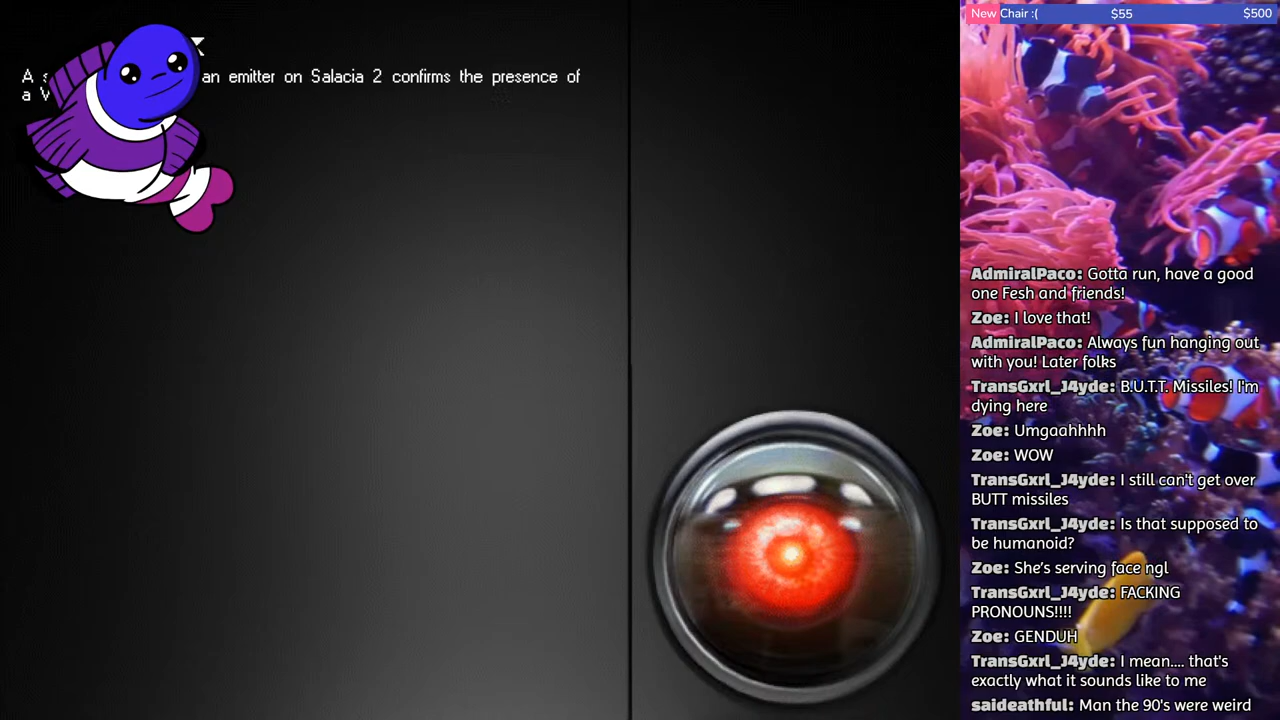 New Chair :( $55 $500
A
an emitter on Salacia 2 confirms the presence of
a
AdmiralPaco: Gotta run, have a good
one Fesh and friends!
Zoe: I love that!
AdmiralPaco: Always fun hanging out
with you! Later folks
TransGxrl_J4yde: B.U.T.T. Missiles! I'm
dying here
Zoe: Umgaahhhh
Zoe: WOW
TransGxrl_J4yde: I still can't get over
BUTT missiles
TransGxrl_J4yde: Is that supposed to
be humanoid?
Zoe: She's serving face ngl
TransGxrl_J4yde: FACKING
PRONOUNS!!!!
Zoe: GENDUH
TransGxrl_J4yde: I mean.... that's
exactly what it sounds like to me
saideathful: Man the 90's were weird